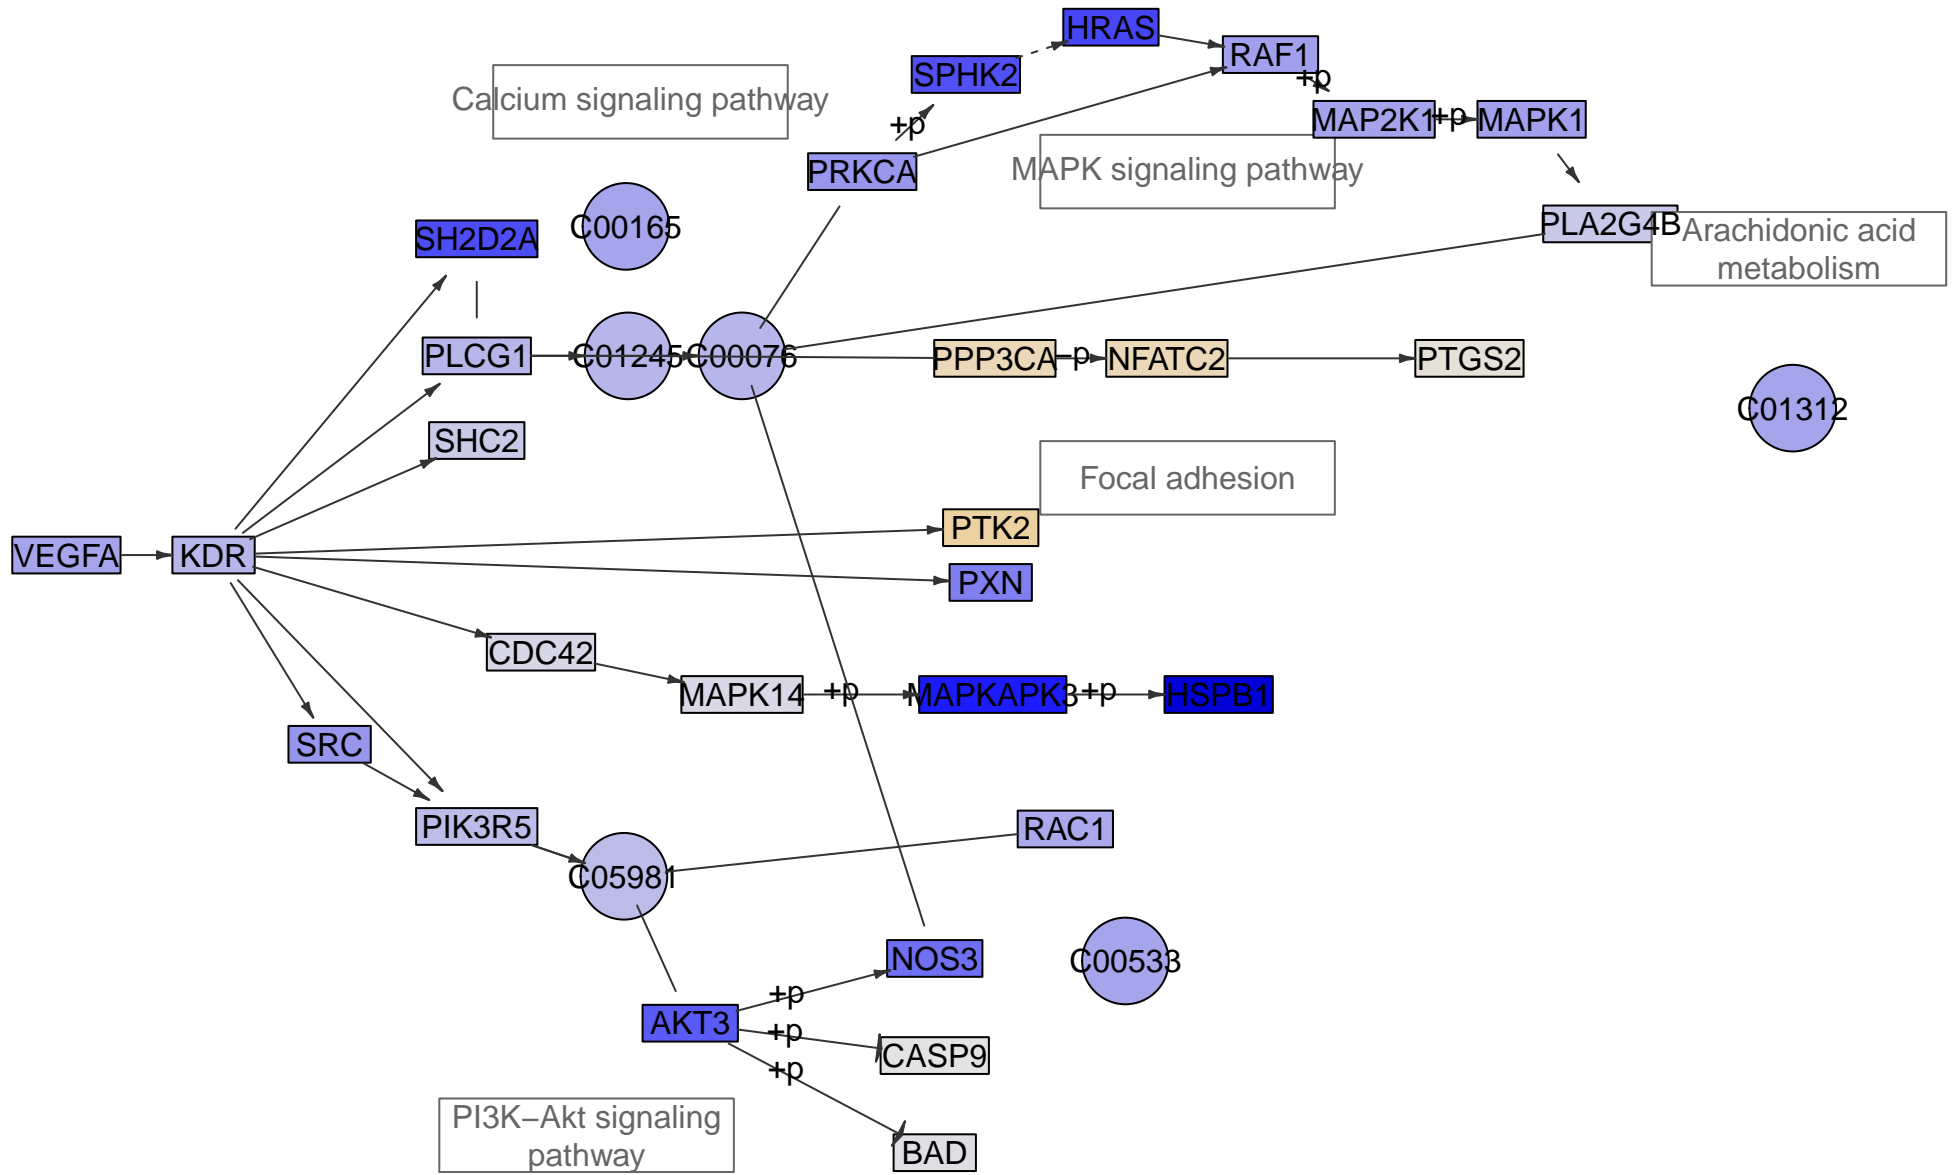 HRAS
RAF1
SPHK2
+p
Calcium signaling pathway
MAP2K1
+p
MAPK1
+p
PRKCA
MAPK signaling pathway
C00165
SH2D2A
PLA2G4B
Arachidonic acid
metabolism
PLCG1
C01245
C00076
PPP3CA
−p
NFATC2
PTGS2
C01312
SHC2
Focal adhesion
PTK2
VEGFA
KDR
PXN
CDC42
MAPK14
+p
MAPKAPK3
+p
HSPB1
SRC
PIK3R5
RAC1
C05981
NOS3
C00533
+p
AKT3
+p
CASP9
+p
PI3K−Akt signaling
pathway
BAD